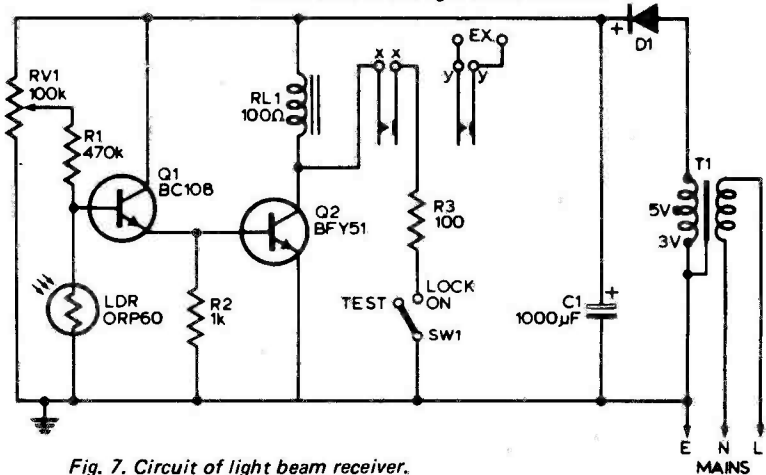 EX.
x x
y y
+
D1
RV1
100k
RL1
100Ω
R1
470k
T1
Q1
BC108
Q2
BFY51
R3
100
5V
3V
LDR
ORP60
R2
1k
LOCK
ON
TEST
SW1
C1
1000µF
+
E N L
MAINS
Fig. 7. Circuit of light beam receiver.